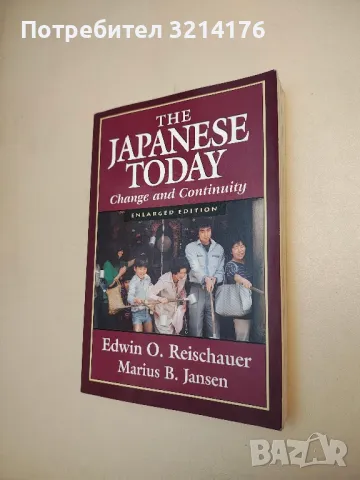 Потребител 3214176
THE
JAPANESE
TODAY
Change and Continuity
ENLARGED EDITION
Edwin O. Reischauer
Marius B. Jansen
BAZAR